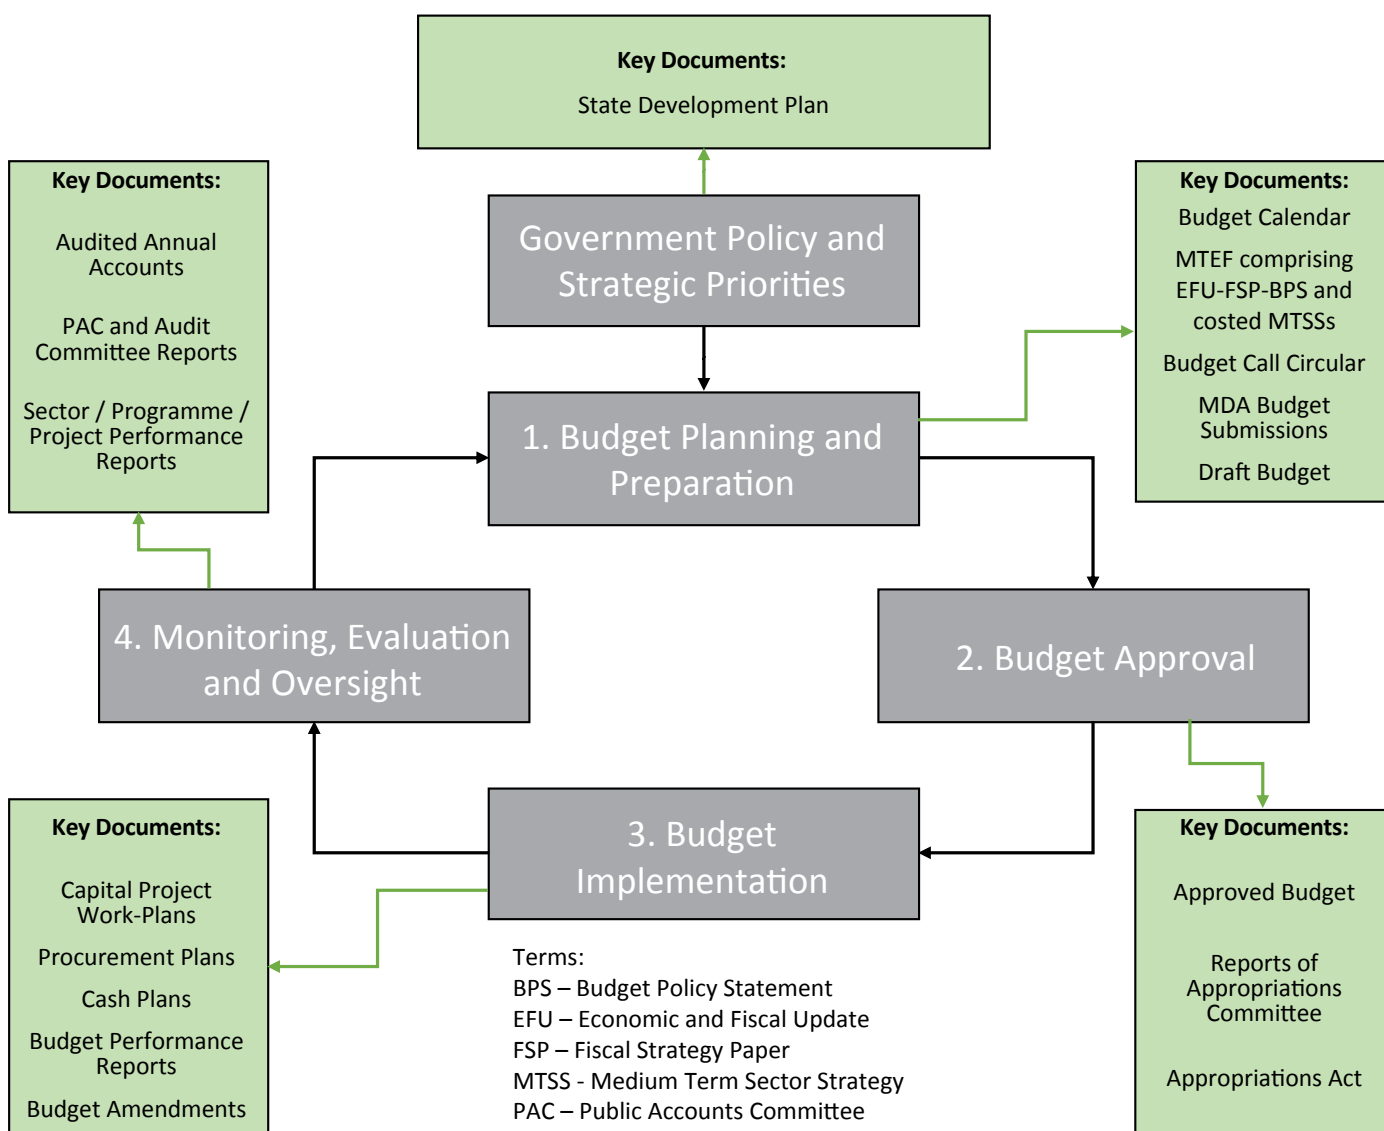 Key Documents:
State Development Plan
Government Policy and
Strategic Priorities
Key Documents:
Audited Annual
Accounts
PAC and Audit
Committee Reports
Sector / Programme /
Project Performance
Reports
Key Documents:
Budget Calendar
MTEF comprising
EFU-FSP-BPS and
costed MTSSs
Budget Call Circular
MDA Budget
Submissions
Draft Budget
1. Budget Planning and
Preparation
4. Monitoring, Evaluation
and Oversight
2. Budget Approval
3. Budget
Implementation
Key Documents:
Capital Project
Work-Plans
Procurement Plans
Cash Plans
Budget Performance
Reports
Budget Amendments
Terms:
BPS – Budget Policy Statement
EFU – Economic and Fiscal Update
FSP – Fiscal Strategy Paper
MTSS - Medium Term Sector Strategy
PAC – Public Accounts Committee
Key Documents:
Approved Budget
Reports of
Appropriations
Committee
Appropriations Act